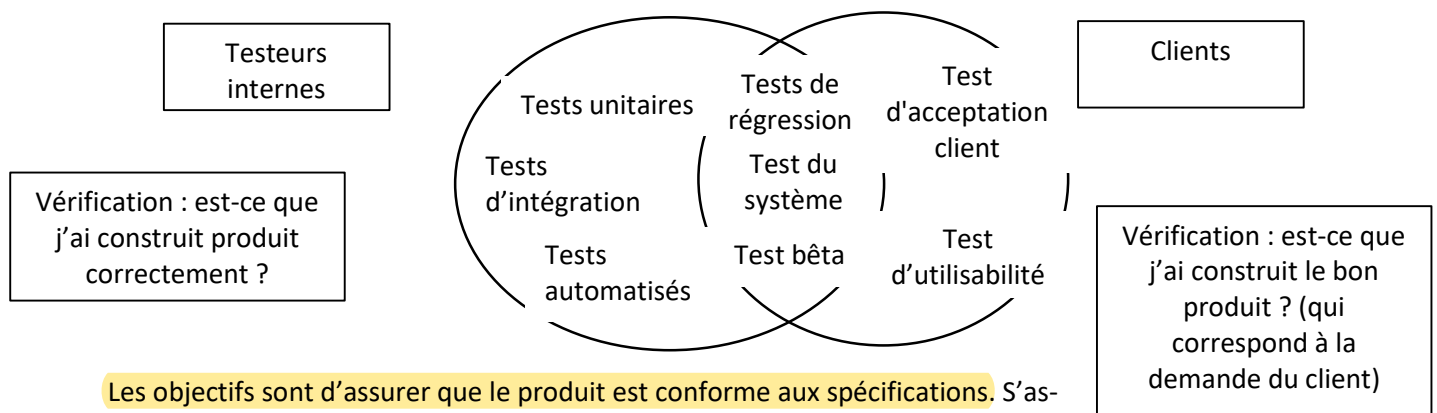 Testeurs
internes
Vérification : est-ce que
j’ai construit produit
correctement ?
Tests unitaires
Tests
d’intégration
Tests
automatisés
Tests de
régression
Test du
système
Test bêta
Test
d'acceptation
client
Test
d’utilisabilité
Clients
Vérification : est-ce que
j’ai construit le bon
produit ? (qui
correspond à la
demande du client)
Les objectifs sont d’assurer que le produit est conforme aux spécifications. S’as-